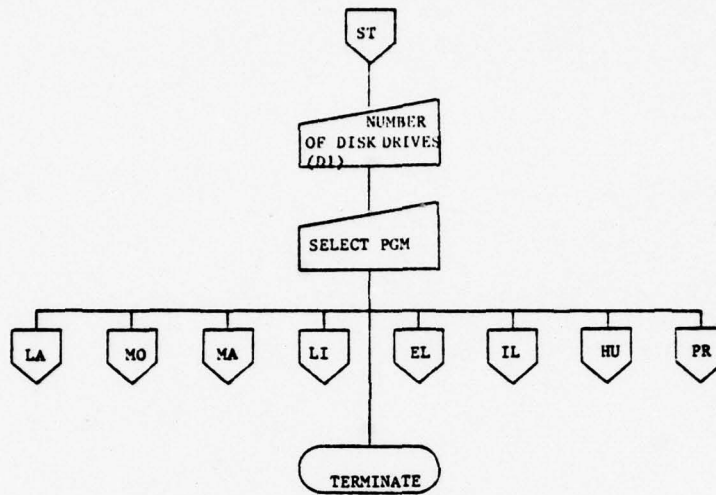 ST
NUMBER
OF DISK DRIVES
(D1)
SELECT PGM
LA MO MA LI EL IL HU PR
TERMINATE